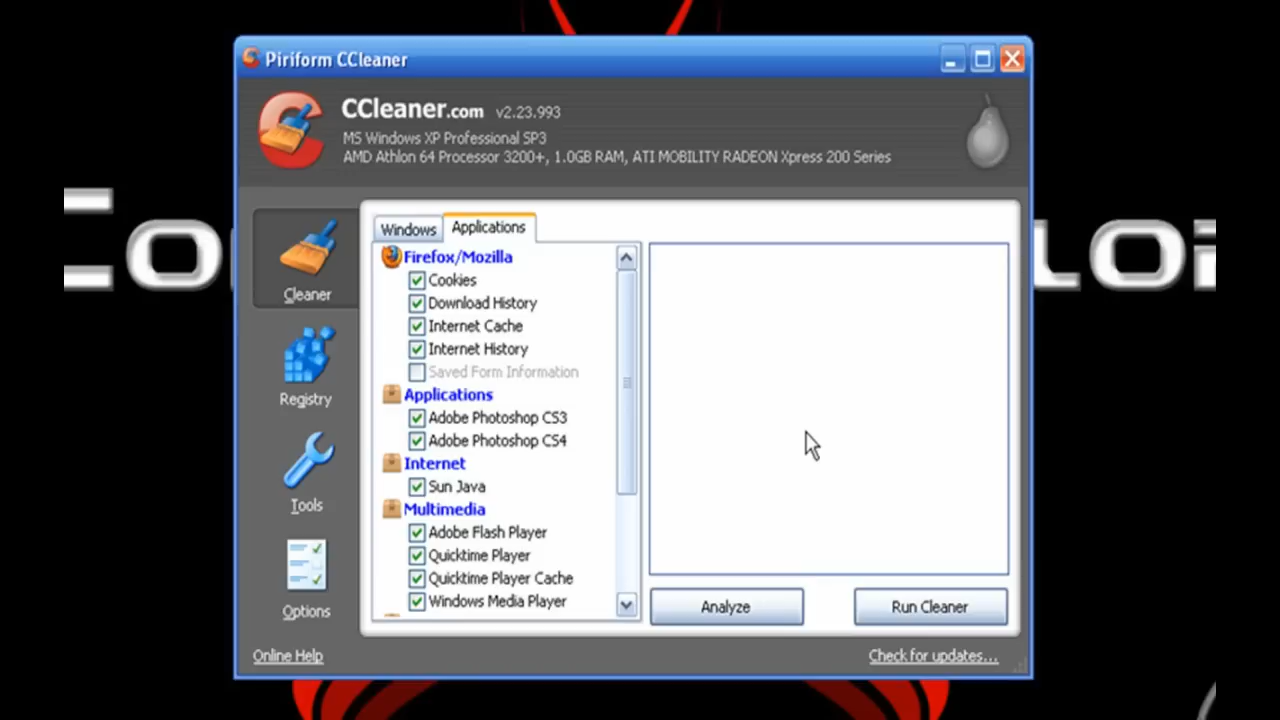 Piriform CCleaner
CCleaner.com v2.23.993
MS Windows XP Professional SP3
AMD Athlon 64 Processor 3200+, 1.0GB RAM, ATI MOBILITY RADEON Xpress 200 Series
Cleaner
Registry
Tools
Options
Windows Applications
Firefox/Mozilla
Cookies
Download History
Internet Cache
Internet History
Saved Form Information
Applications
Adobe Photoshop CS3
Adobe Photoshop CS4
Internet
Sun Java
Multimedia
Adobe Flash Player
Quicktime Player
Quicktime Player Cache
Windows Media Player
Analyze Run Cleaner
Online Help Check for updates...